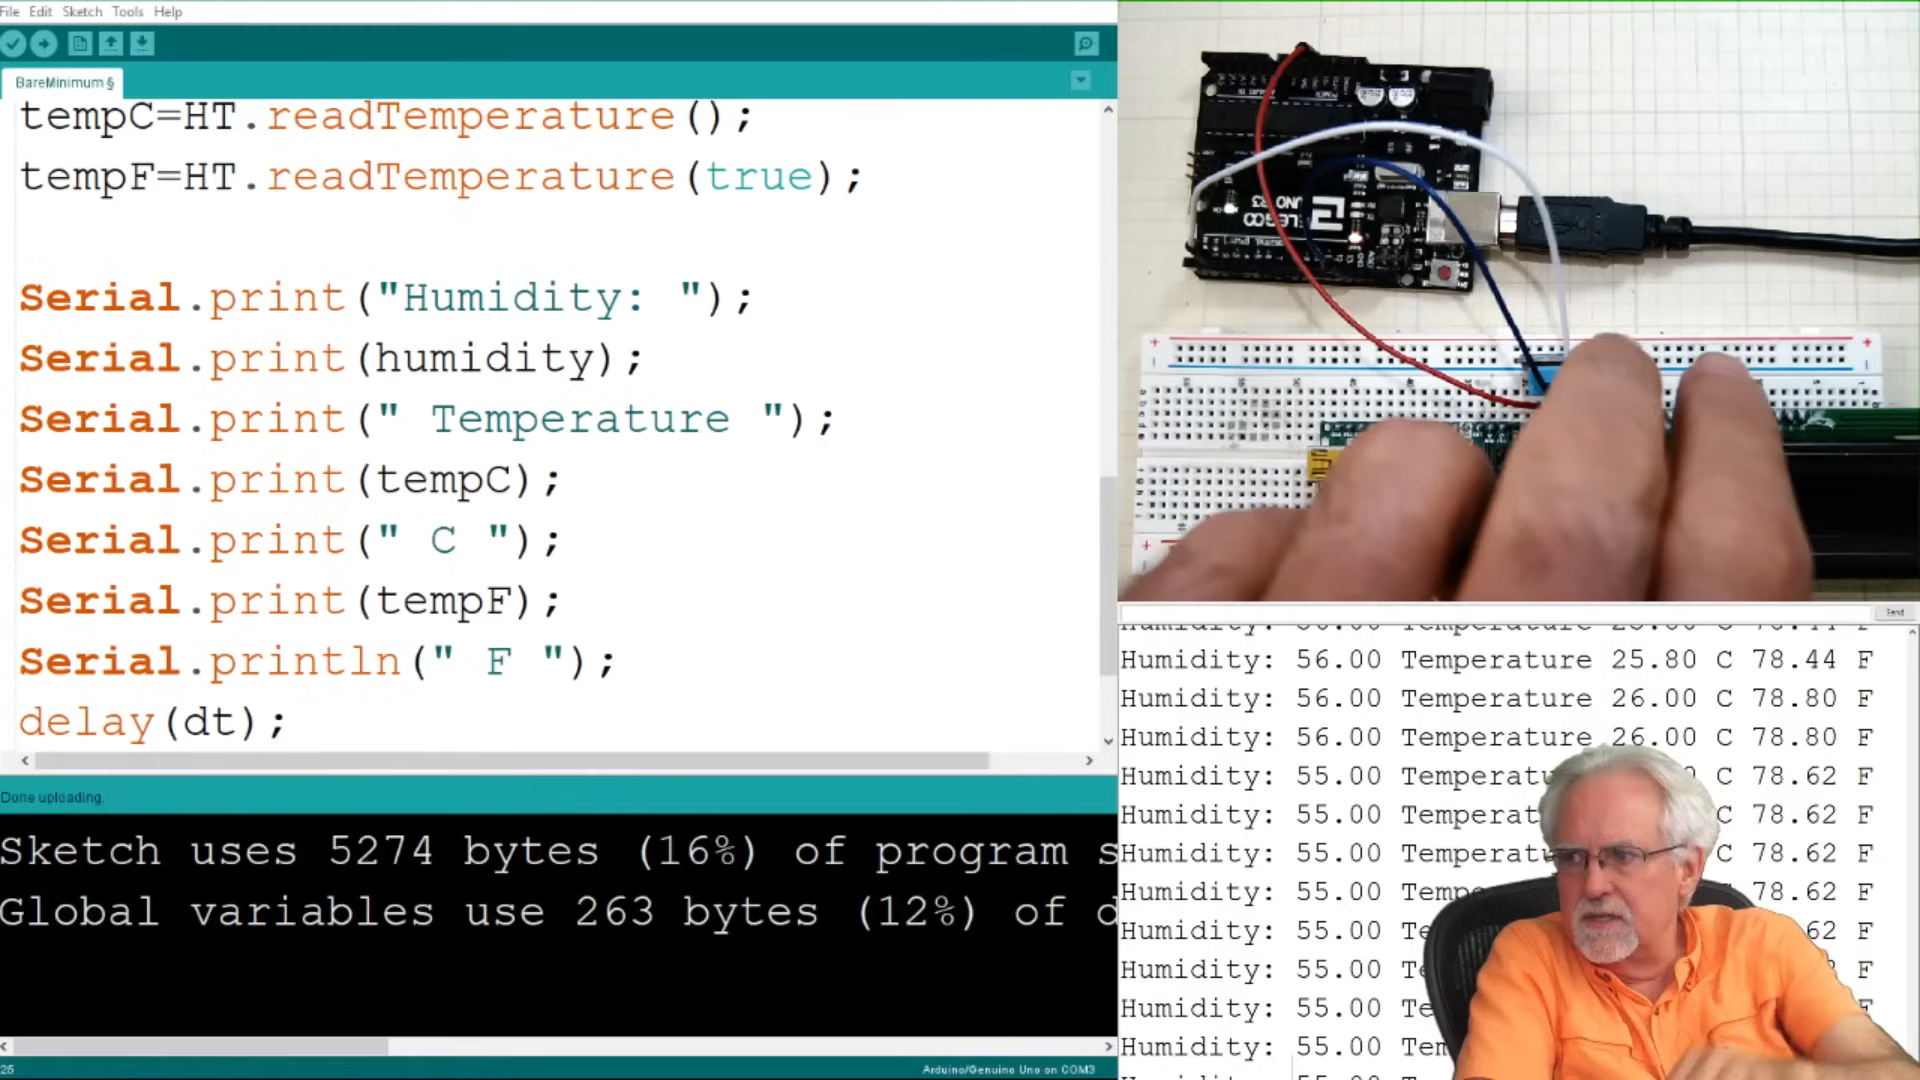 File Edit Sketch Tools Help
BareMinimum §
tempC=HT.readTemperature();
tempF=HT.readTemperature(true);
Serial.print("Humidity: ");
Serial.print(humidity);
Serial.print(" Temperature ");
Serial.print(tempC);
Serial.print(" C ");
Serial.print(tempF);
Serial.println(" F ");
delay(dt);
Done uploading.
Sketch uses 5274 bytes (16%) of program s
Global variables use 263 bytes (12%) of d
25
Arduino/Genuino Uno on COM3
Send
Humidity: 56.00 Temperature 25.80 C 78.44 F
Humidity: 56.00 Temperature 26.00 C 78.80 F
Humidity: 56.00 Temperature 26.00 C 78.80 F
Humidity: 55.00 Temperatu C 78.62 F
Humidity: 55.00 Temperat C 78.62 F
Humidity: 55.00 Temperatu C 78.62 F
Humidity: 55.00 Tempe 78.62 F
Humidity: 55.00 Te 62 F
Humidity: 55.00 Te F
Humidity: 55.00 Te F
Humidity: 55.00 Tem